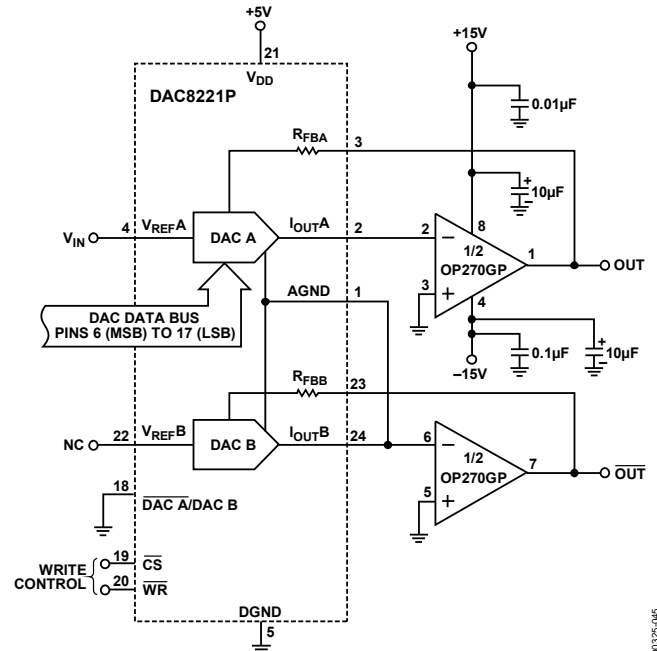 +5V
21
VDD
DAC8221P
+15V
0.01µF
RFBA
3
10µF
+
–
4
VREFA
VIN
DAC A
IOUTA
2
2
–
8
1/2
OP270GP
1
OUT
3
+
4
AGND
1
DAC DATA BUS
PINS 6 (MSB) TO 17 (LSB)
0.1µF
+
–
10µF
–15V
RFBB
23
NC
22
VREFB
DAC B
IOUTB
24
6
–
1/2
OP270GP
7
OUT
5
+
18
DAC A/DAC B
WRITE
CONTROL
19
CS
20
WR
DGND
5
00325-045